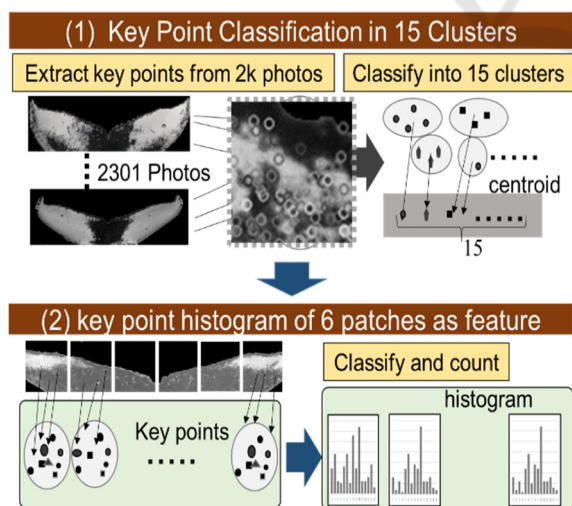 (1) Key Point Classification in 15 Clusters
Extract key points from 2k photos
Classify into 15 clusters
2301 Photos
centroid
15
(2) key point histogram of 6 patches as feature
Classify and count
histogram
Key points